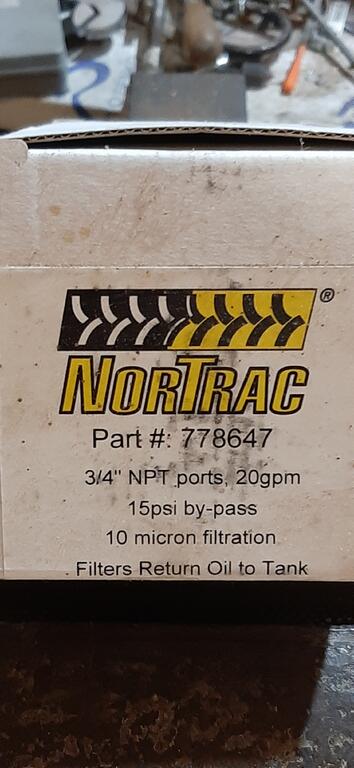 NORTRAC®
Part #: 778647
3/4" NPT ports, 20gpm
15psi by-pass
10 micron filtration
Filters Return Oil to Tank